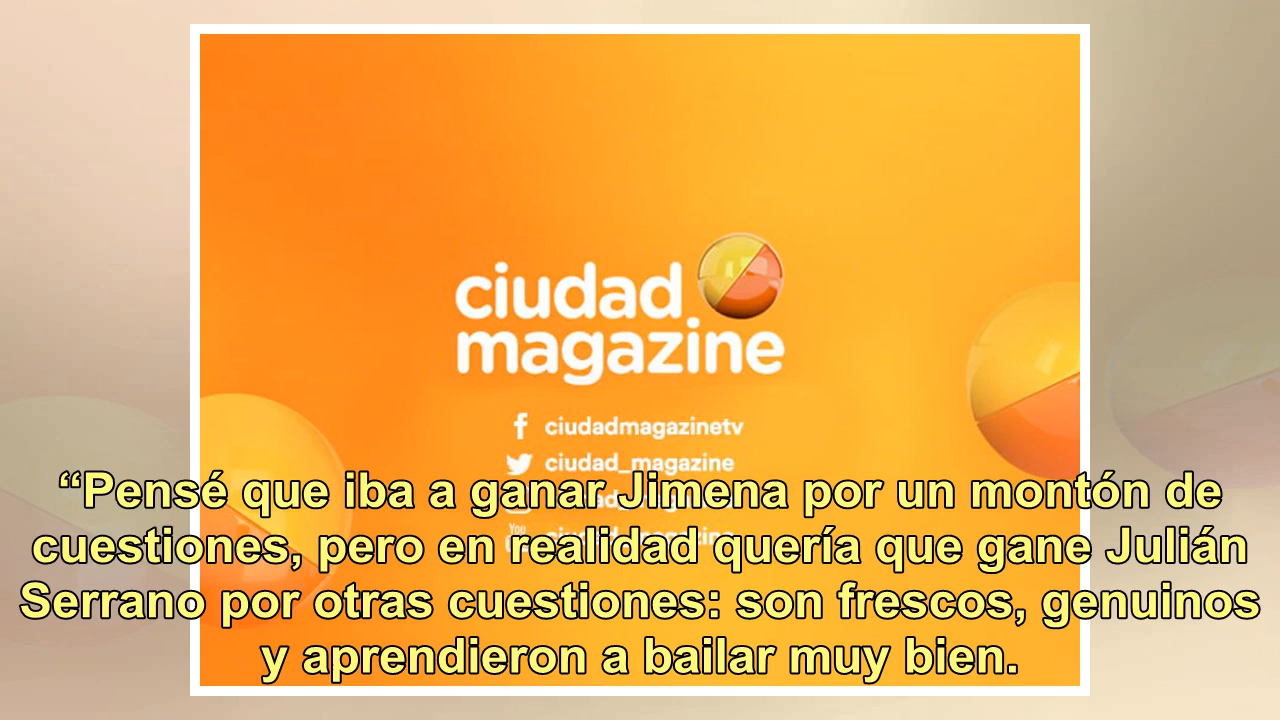 ciudad
magazine
ciudadmagazinetv
ciudad_magazine
“Pensé que iba a ganar Jimena por un montón de
cuestiones, pero en realidad quería que gane Julián
Serrano por otras cuestiones: son frescos, genuinos
y aprendieron a bailar muy bien.